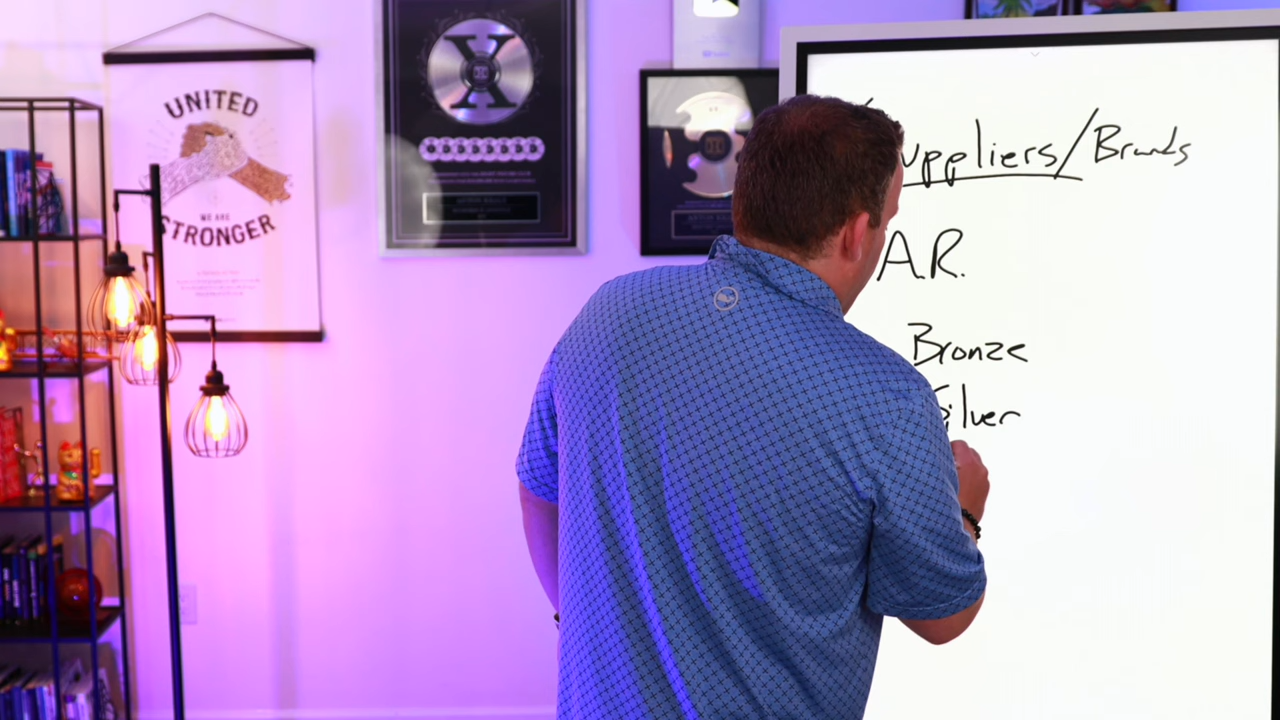 UNITED
WE ARE
STRONGER
X
uppliers/Brands
A.R.
Bronze
Silver